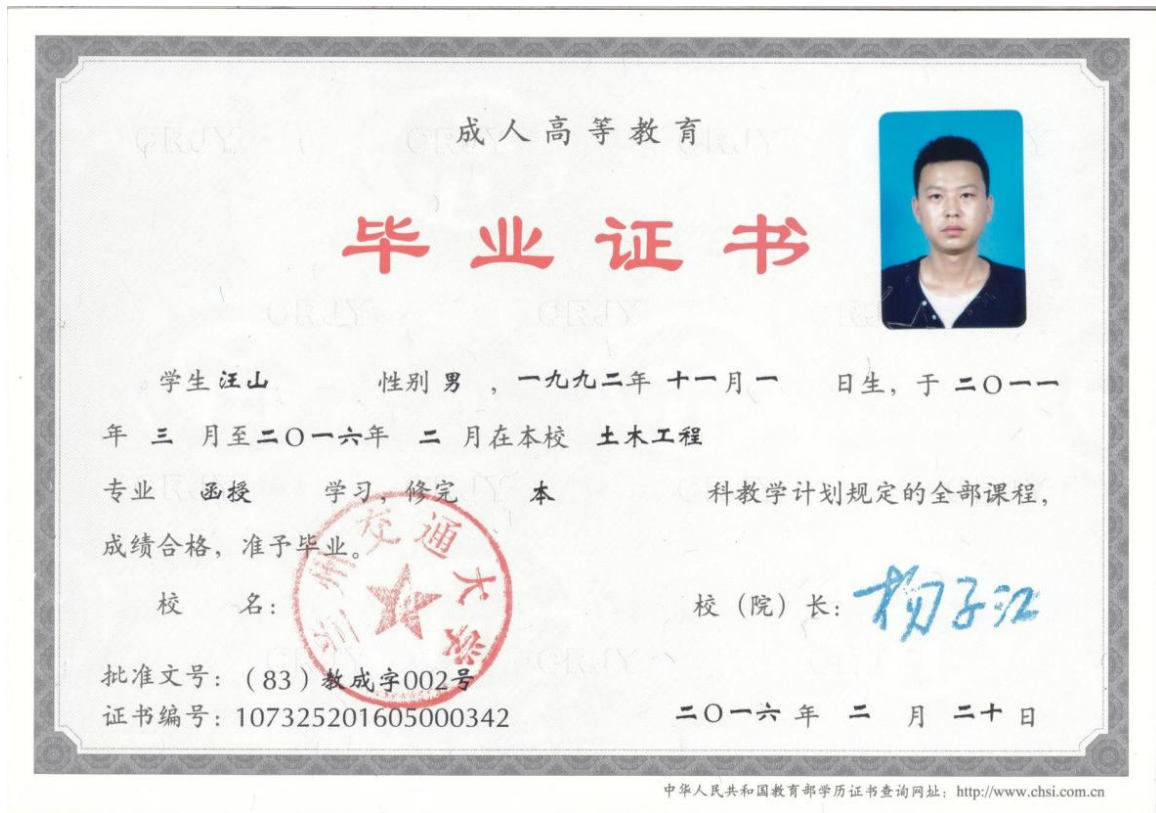 成人高等教育
毕业证书
学生 汪山 性别 男 ，一九九二年 十一月一 日生，于 二〇一一
年 三 月至二〇一六年 二 月在本校 土木工程
专业 函授 学习，修完 本 科教学计划规定的全部课程，
成绩合格，准予毕业。
兰州交通大学
校 名： 校（院）长：杨子江
批准文号：（83）教成字002号
证书编号：107325201605000342 二〇一六 年 二 月 二十 日
中华人民共和国教育部学历证书查询网址：http://www.chsi.com.cn